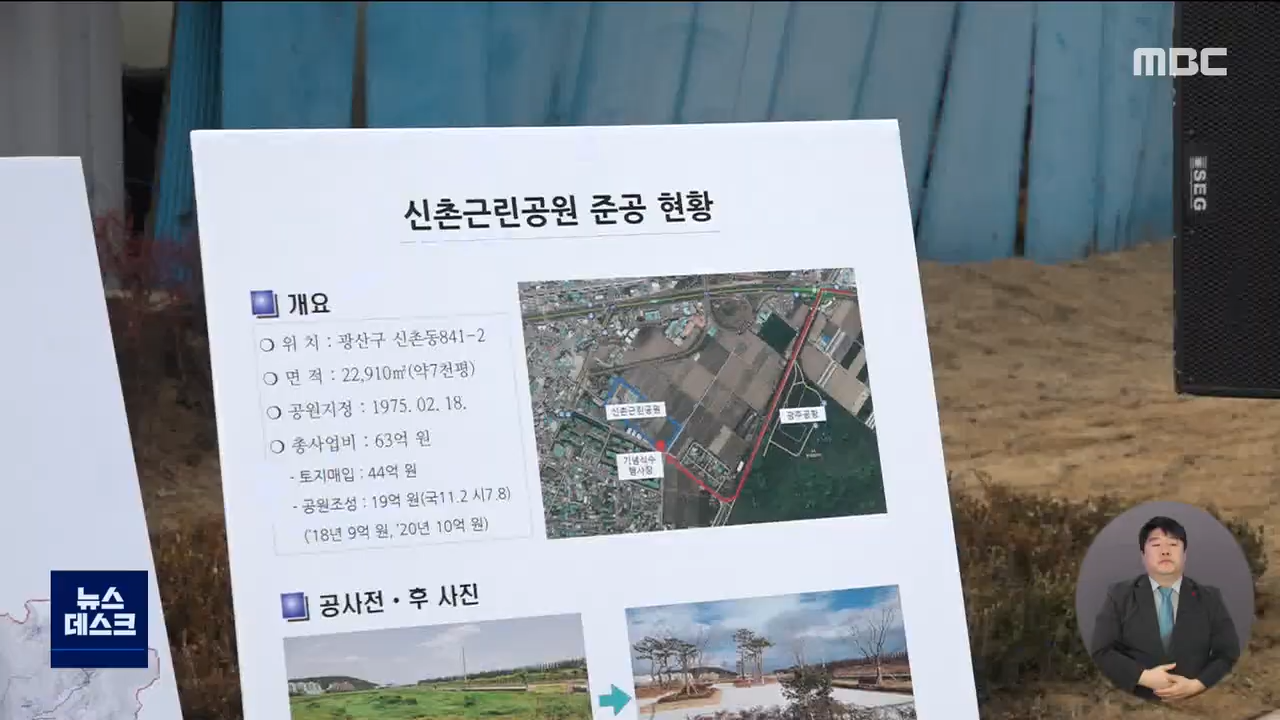 MBC
SEG
신촌근린공원 준공 현황
개요
❍ 위 치 : 광산구 신촌동841-2
❍ 면 적 : 22,910㎡(약7천평)
❍ 공원지정 : 1975. 02. 18.
❍ 총사업비 : 63억 원
- 토지매입 : 44억 원
- 공원조성 : 19억 원(국11.2 시7.8)
('18년 9억 원, '20년 10억 원)
신촌근린공원
광주공항
기념식수
행사장
공사전・후 사진
뉴스
데스크